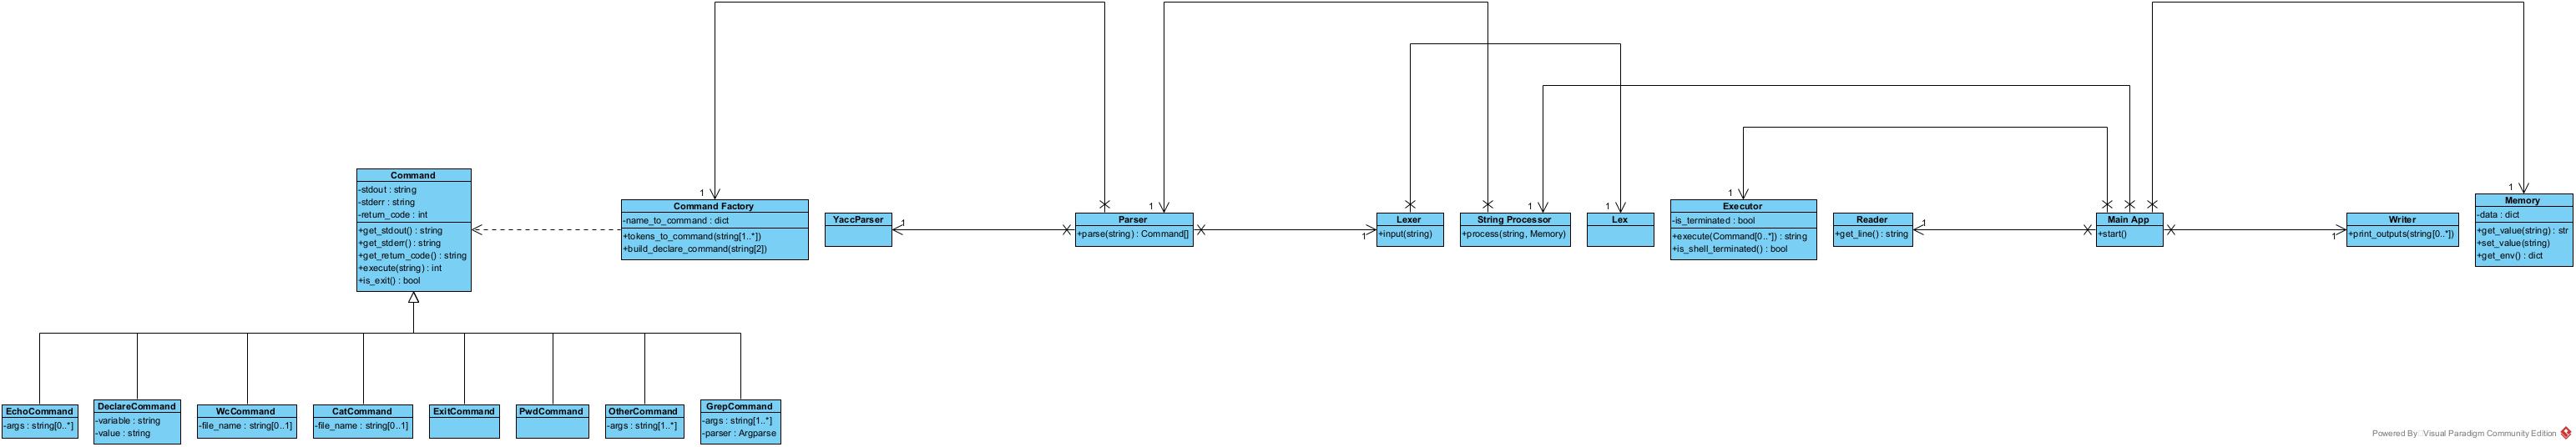 Command
-stdout : string
-stderr : string
-return_code : int
+get_stdout() : string
+get_stderr() : string
+get_return_code() : string
+execute(string) : int
+is_exit() : bool
1
Command Factory
-name_to_command : dict
+tokens_to_command(string[1..*])
+build_declare_command(string[2])
YaccParser
1
1
Parser
+parse(string) : Command[]
1
Lexer
+input(string)
1
String Processor
+process(string, Memory)
1
Lex
1
Executor
-is_terminated : bool
+execute(Command[0..*]) : string
+is_shell_terminated() : bool
Reader
+get_line() : string
1
Main App
+start()
1
Writer
+print_outputs(string[0..*])
1
Memory
-data : dict
+get_value(string) : str
+set_value(string)
+get_env() : dict
EchoCommand
-args : string[0..*]
DeclareCommand
-variable : string
-value : string
WcCommand
-file_name : string[0..1]
CatCommand
-file_name : string[0..1]
ExitCommand
PwdCommand
OtherCommand
-args : string[1..*]
GrepCommand
-args : string[1..*]
-parser : Argparse
Powered By Visual Paradigm Community Edition